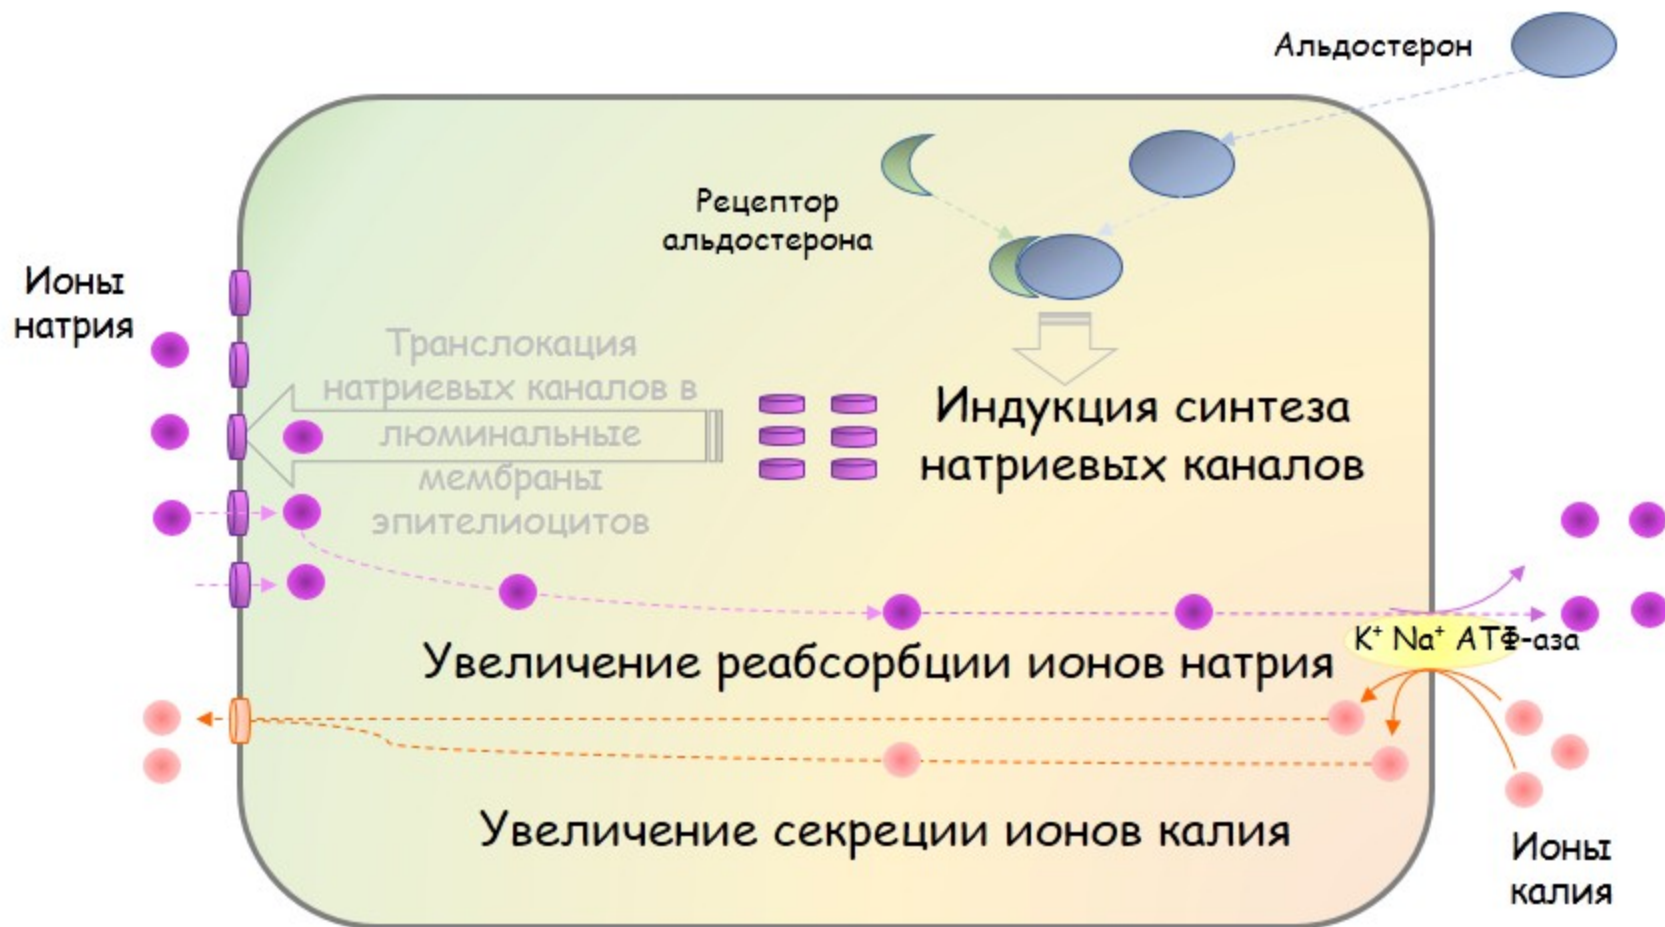 Альдостерон
Рецептор
альдостерона
Ионы
натрия
Транслокация
натриевых каналов в
люминальные
мембраны
эпителиоцитов
Индукция синтеза
натриевых каналов
K⁺ Na⁺ АТФ-аза
Увеличение реабсорбции ионов натрия
Увеличение секреции ионов калия
Ионы
калия